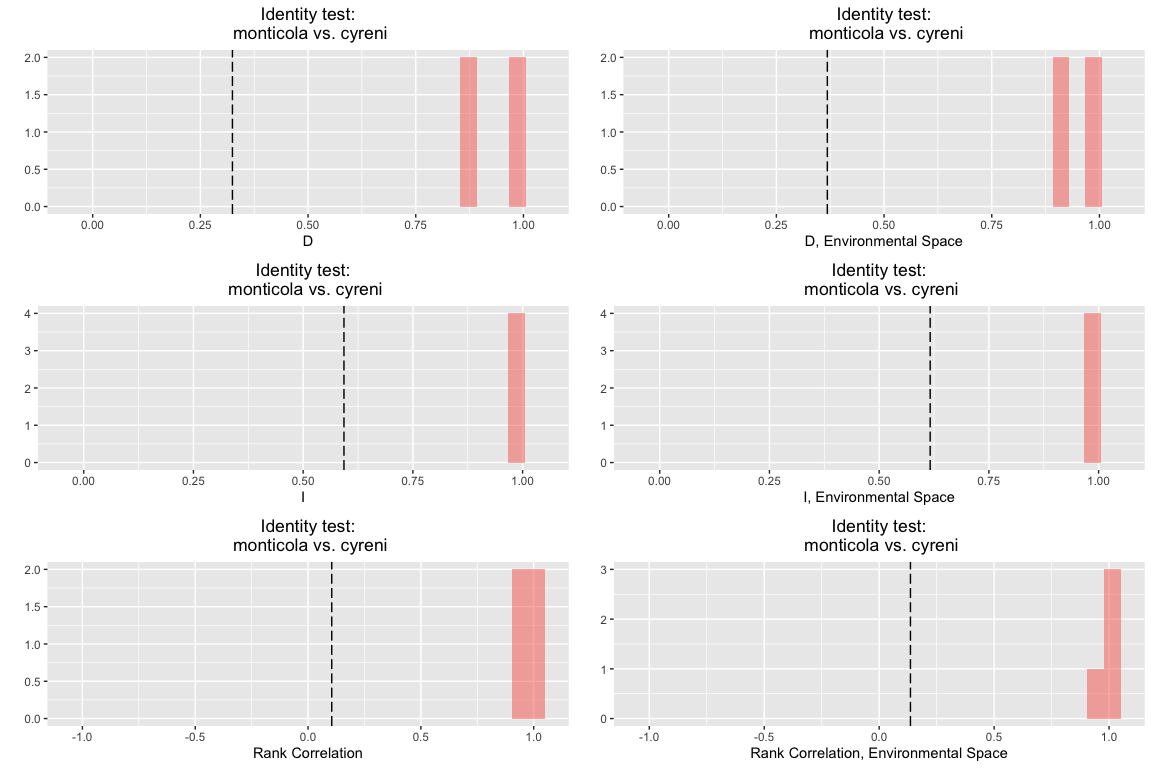 Identity test:
monticola vs. cyreni
2.0
1.5
1.0
0.5
0.0
0.00 0.25 0.50 0.75 1.00
D
Identity test:
monticola vs. cyreni
2.0
1.5
1.0
0.5
0.0
0.00 0.25 0.50 0.75 1.00
D, Environmental Space
Identity test:
monticola vs. cyreni
4
3
2
1
0
0.00 0.25 0.50 0.75 1.00
I
Identity test:
monticola vs. cyreni
4
3
2
1
0
0.00 0.25 0.50 0.75 1.00
I, Environmental Space
Identity test:
monticola vs. cyreni
2.0
1.5
1.0
0.5
0.0
-1.0 -0.5 0.0 0.5 1.0
Rank Correlation
Identity test:
monticola vs. cyreni
3
2
1
0
-1.0 -0.5 0.0 0.5 1.0
Rank Correlation, Environmental Space